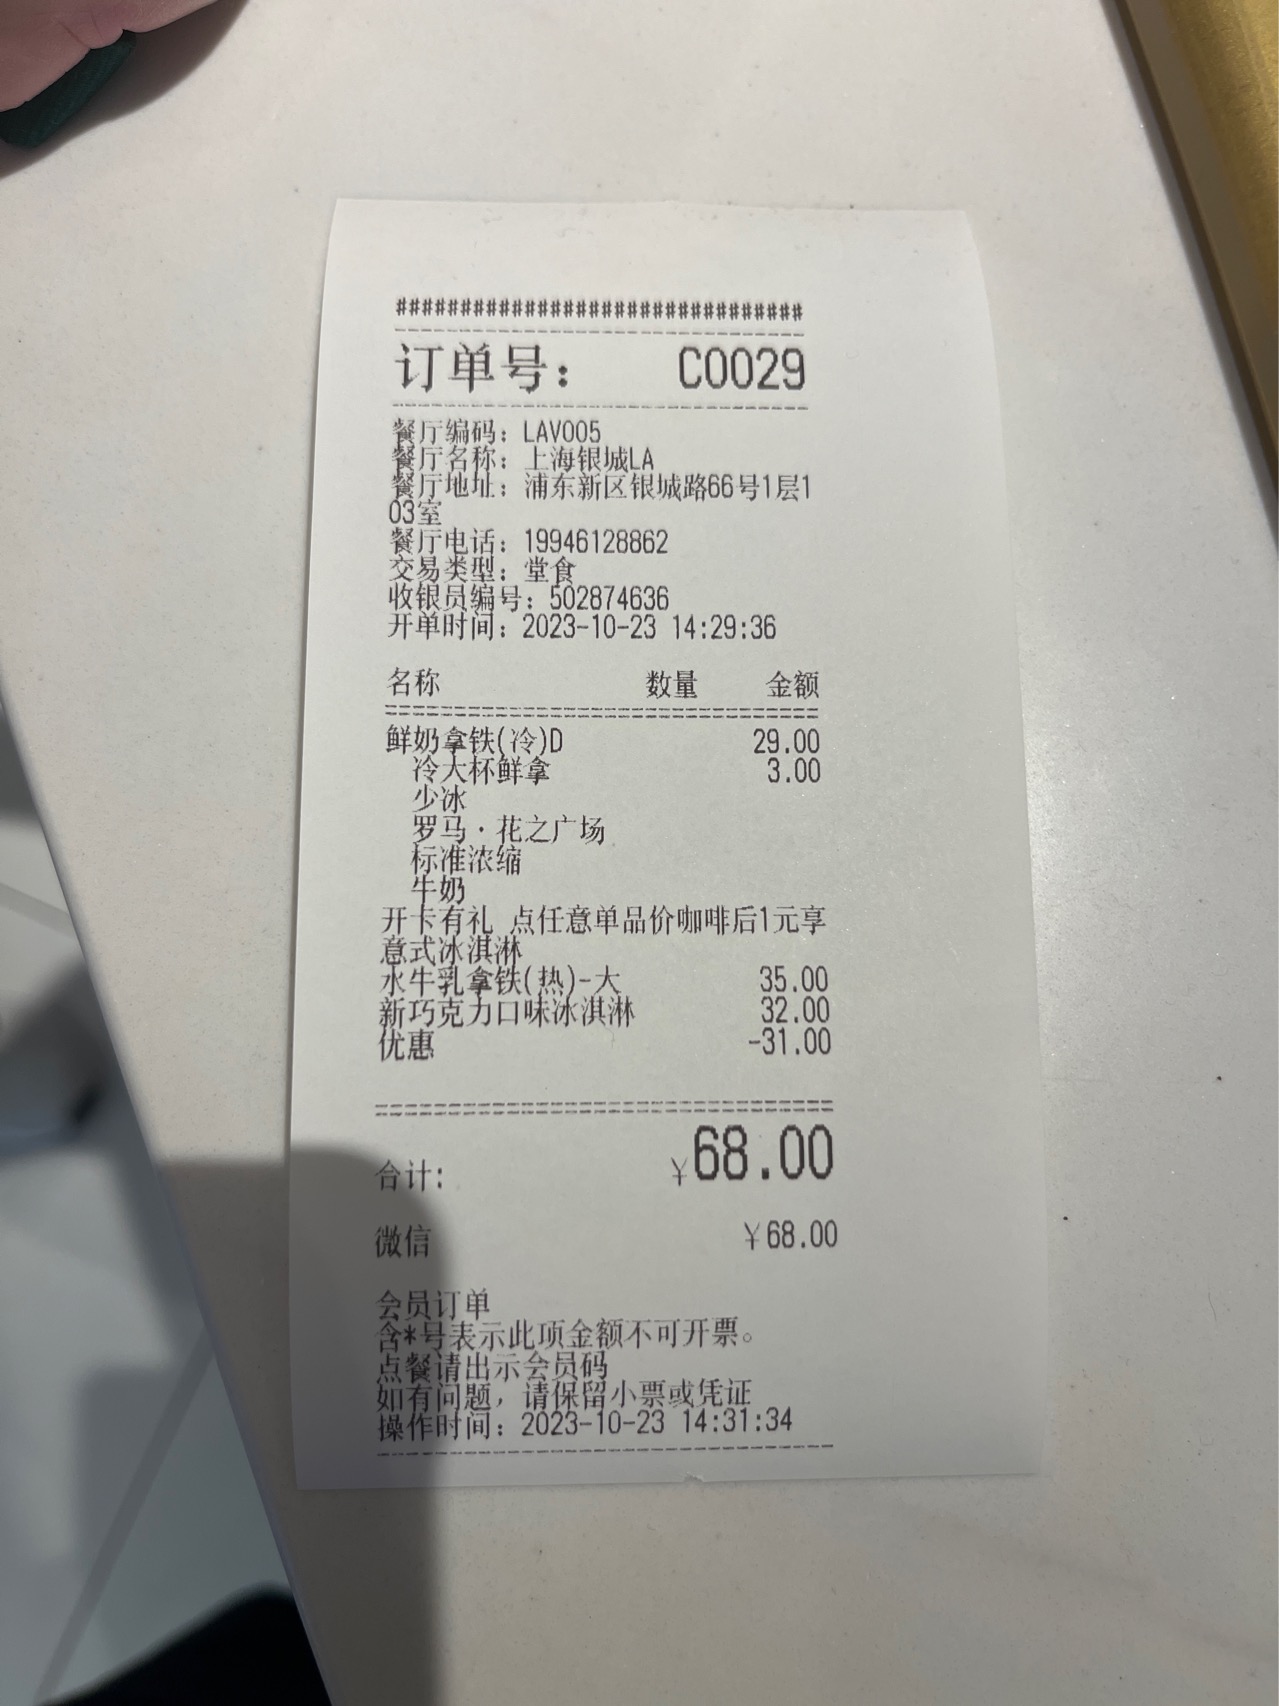 ################################
订单号： C0029
餐厅编码：LAV005
餐厅名称：上海银城LA
餐厅地址：浦东新区银城路66号1层1
03室
餐厅电话：19946128862
交易类型：堂食
收银员编号：502874636
开单时间：2023-10-23 14:29:36
名称 数量 金额
鲜奶拿铁(冷)D 29.00
冷大杯鲜拿 3.00
少冰
罗马·花之广场
标准浓缩
牛奶
开卡有礼 点任意单品价咖啡后1元享
意式冰淇淋
水牛乳拿铁(热)-大 35.00
新巧克力口味冰淇淋 32.00
优惠 -31.00
合计: ￥68.00
微信 ￥68.00
会员订单
含*号表示此项金额不可开票。
点餐请出示会员码
如有问题，请保留小票或凭证
操作时间：2023-10-23 14:31:34